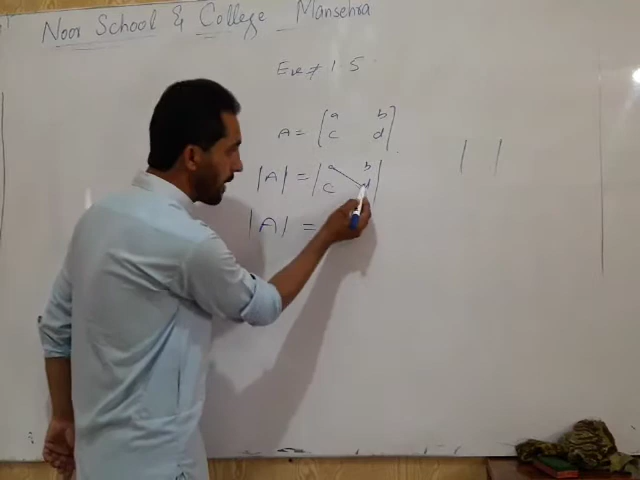 Noor School & College Mansehra
Ex # 1.5
A = [a b
c d]
|A| = |a b
c d|
|A| =
| |